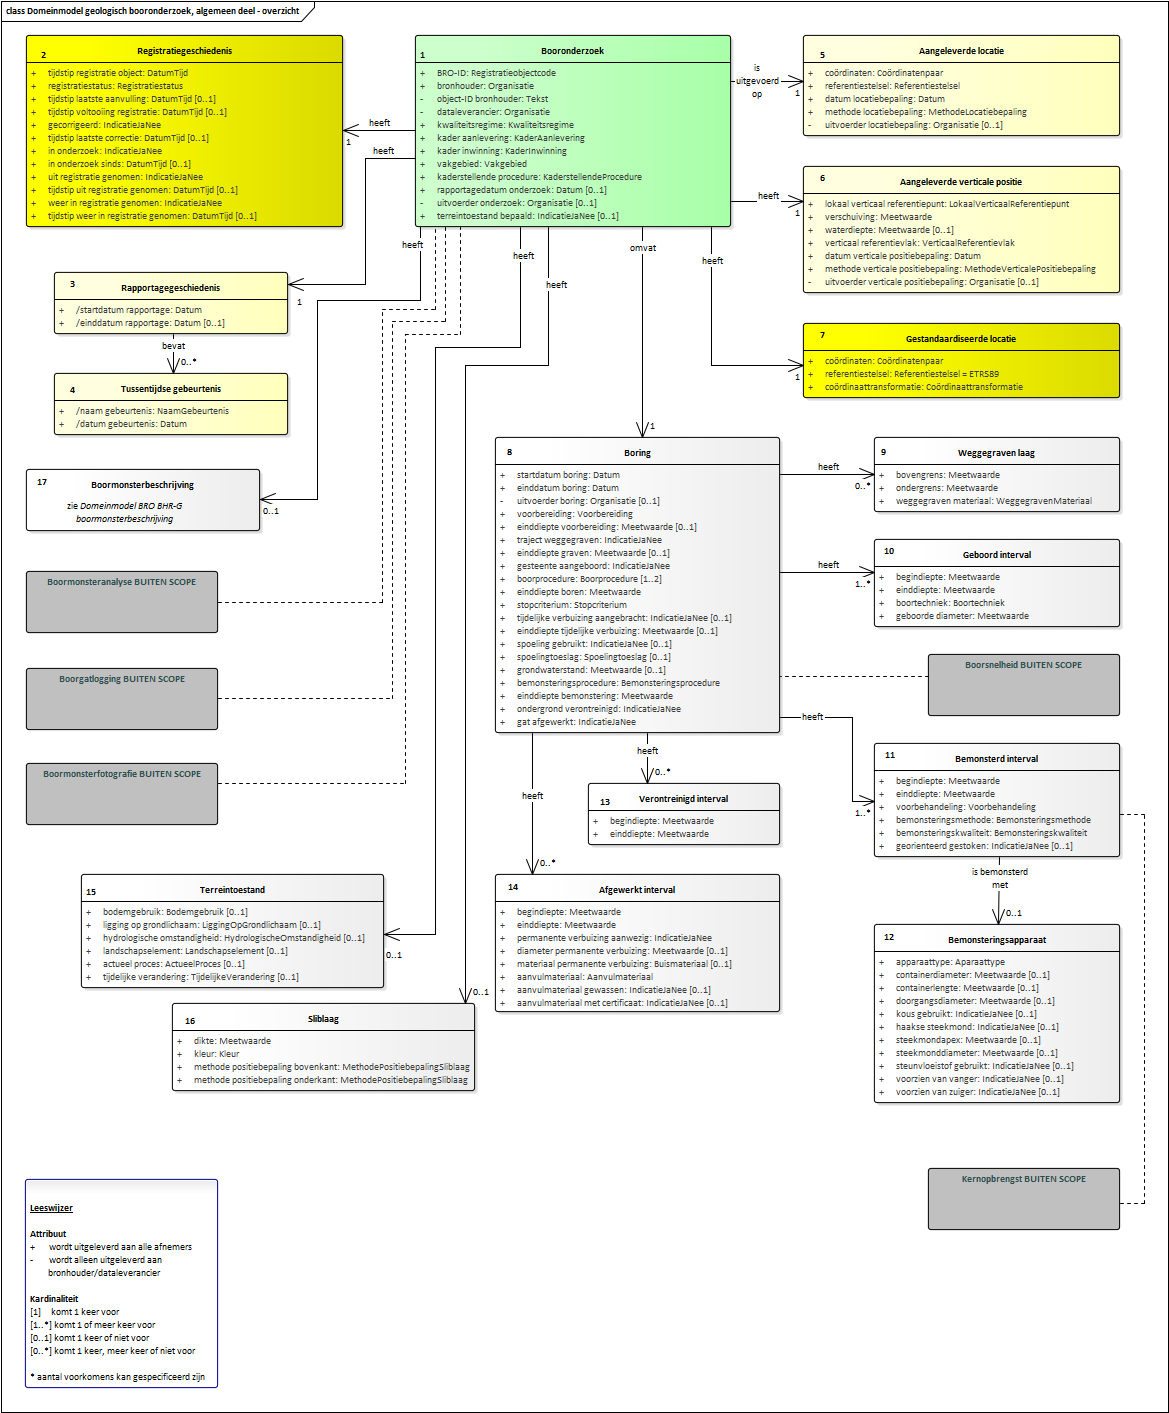 class Domeinmodel geologisch booronderzoek, algemeen deel - overzicht
2 Registratiegeschiedenis
+ tijdstip registratie object: DatumTijd
+ registratiestatus: Registratiestatus
+ tijdstip laatste aanvulling: DatumTijd [0..1]
+ tijdstip voltooiing registratie: DatumTijd [0..1]
+ gecorrigeerd: IndicatieJaNee
+ tijdstip laatste correctie: DatumTijd [0..1]
+ in onderzoek: IndicatieJaNee
+ in onderzoek sinds: DatumTijd [0..1]
+ uit registratie genomen: IndicatieJaNee
+ tijdstip uit registratie genomen: DatumTijd [0..1]
+ weer in registratie genomen: IndicatieJaNee
+ tijdstip weer in registratie genomen: DatumTijd [0..1]
heeft
1
heeft
1 Booronderzoek
+ BRO-ID: Registratieobjectcode
+ bronhouder: Organisatie
- object-ID bronhouder: Tekst
- dataleverancier: Organisatie
+ kwaliteitsregime: Kwaliteitsregime
+ kader aanlevering: KaderAanlevering
+ kader inwinning: KaderInwinning
+ vakgebied: Vakgebied
+ kaderstellende procedure: KaderstellendeProcedure
+ rapportagedatum onderzoek: Datum [0..1]
- uitvoerder onderzoek: Organisatie [0..1]
+ terreintoestand bepaald: IndicatieJaNee [0..1]
is
uitgevoerd
op
1
5 Aangeleverde locatie
+ coördinaten: Coördinatenpaar
+ referentiestelsel: Referentiestelsel
+ datum locatiebepaling: Datum
+ methode locatiebepaling: MethodeLocatiebepaling
- uitvoerder locatiebepaling: Organisatie [0..1]
heeft
1
6 Aangeleverde verticale positie
+ lokaal verticaal referentiepunt: LokaalVerticaalReferentiepunt
+ verschuiving: Meetwaarde
+ waterdiepte: Meetwaarde [0..1]
+ verticaal referentievlak: VerticaalReferentievlak
+ datum verticale positiebepaling: Datum
+ methode verticale positiebepaling: MethodeVerticalePositiebepaling
- uitvoerder verticale positiebepaling: Organisatie [0..1]
heeft
heeft
heeft
omvat
heeft
1
3 Rapportagegeschiedenis
+ /startdatum rapportage: Datum
+ /einddatum rapportage: Datum [0..1]
bevat
0..*
4 Tussentijdse gebeurtenis
+ /naam gebeurtenis: NaamGebeurtenis
+ /datum gebeurtenis: Datum
1
7 Gestandaardiseerde locatie
+ coördinaten: Coördinatenpaar
+ referentiestelsel: Referentiestelsel = ETRS89
+ coördinaattransformatie: Coördinaattransformatie
1
17 Boormonsterbeschrijving
zie Domeinmodel BRO BHR-G
boormonsterbeschrijving
0..1
Boormonsteranalyse BUITEN SCOPE
Boorgatlogging BUITEN SCOPE
Boormonsterfotografie BUITEN SCOPE
8 Boring
+ startdatum boring: Datum
+ einddatum boring: Datum
- uitvoerder boring: Organisatie [0..1]
+ voorbereiding: Voorbereiding
+ einddiepte voorbereiding: Meetwaarde [0..1]
+ traject weggegraven: IndicatieJaNee
+ einddiepte graven: Meetwaarde [0..1]
+ gesteente aangeboord: IndicatieJaNee
+ boorprocedure: Boorprocedure [1..2]
+ einddiepte boren: Meetwaarde
+ stopcriterium: Stopcriterium
+ tijdelijke verbuizing aangebracht: IndicatieJaNee [0..1]
+ einddiepte tijdelijke verbuizing: Meetwaarde [0..1]
+ spoeling gebruikt: IndicatieJaNee [0..1]
+ spoelingtoeslag: Spoelingtoeslag [0..1]
+ grondwaterstand: Meetwaarde [0..1]
+ bemonsteringsprocedure: Bemonsteringsprocedure
+ einddiepte bemonstering: Meetwaarde
+ ondergrond verontreinigd: IndicatieJaNee
+ gat afgewerkt: IndicatieJaNee
heeft
0..*
9 Weggegraven laag
+ bovengrens: Meetwaarde
+ ondergrens: Meetwaarde
+ weggegraven materiaal: WeggegravenMateriaal
heeft
1..*
10 Geboord interval
+ begindiepte: Meetwaarde
+ einddiepte: Meetwaarde
+ boortechniek: Boortechniek
+ geboorde diameter: Meetwaarde
Boorsnelheid BUITEN SCOPE
heeft
1..*
11 Bemonsterd interval
+ begindiepte: Meetwaarde
+ einddiepte: Meetwaarde
+ voorbehandeling: Voorbehandeling
+ bemonsteringsmethode: Bemonsteringsmethode
+ bemonsteringskwaliteit: Bemonsteringskwaliteit
+ georienteerd gestoken: IndicatieJaNee [0..1]
heeft
0..*
13 Verontreinigd interval
+ begindiepte: Meetwaarde
+ einddiepte: Meetwaarde
heeft
0..*
is bemonsterd
met
0..1
15 Terreintoestand
+ bodemgebruik: Bodemgebruik [0..1]
+ ligging op grondlichaam: LiggingOpGrondlichaam [0..1]
+ hydrologische omstandigheid: HydrologischeOmstandigheid [0..1]
+ landschapselement: Landschapselement [0..1]
+ actueel proces: ActueelProces [0..1]
+ tijdelijke verandering: TijdelijkeVerandering [0..1]
0..1
14 Afgewerkt interval
+ begindiepte: Meetwaarde
+ einddiepte: Meetwaarde
+ permanente verbuizing aanwezig: IndicatieJaNee
+ diameter permanente verbuizing: Meetwaarde [0..1]
+ materiaal permanente verbuizing: Buismateriaal [0..1]
+ aanvulmateriaal: Aanvulmateriaal
+ aanvulmateriaal gewassen: IndicatieJaNee [0..1]
+ aanvulmateriaal met certificaat: IndicatieJaNee [0..1]
12 Bemonsteringsapparaat
+ apparaattype: Aparaattype
+ containerdiameter: Meetwaarde [0..1]
+ containerlengte: Meetwaarde [0..1]
+ doorgangsdiameter: Meetwaarde [0..1]
+ kous gebruikt: IndicatieJaNee [0..1]
+ haakse steekmond: IndicatieJaNee [0..1]
+ steekmondapex: Meetwaarde [0..1]
+ steekmonddiameter: Meetwaarde [0..1]
+ steunvloeistof gebruikt: IndicatieJaNee [0..1]
+ voorzien van vanger: IndicatieJaNee [0..1]
+ voorzien van zuiger: IndicatieJaNee [0..1]
0..1
16 Sliblaag
+ dikte: Meetwaarde
+ kleur: Kleur
+ methode positiebepaling bovenkant: MethodePositiebepalingSliblaag
+ methode positiebepaling onderkant: MethodePositiebepalingSliblaag
Kernopbrengst BUITEN SCOPE
Leeswijzer
Attribuut
+ wordt uitgeleverd aan alle afnemers
- wordt alleen uitgeleverd aan
bronhouder/dataleverancier
Kardinaliteit
[1] komt 1 keer voor
[1..*] komt 1 of meer keer voor
[0..1] komt 1 keer of niet voor
[0..*] komt 1 keer, meer keer of niet voor
* aantal voorkomens kan gespecificeerd zijn